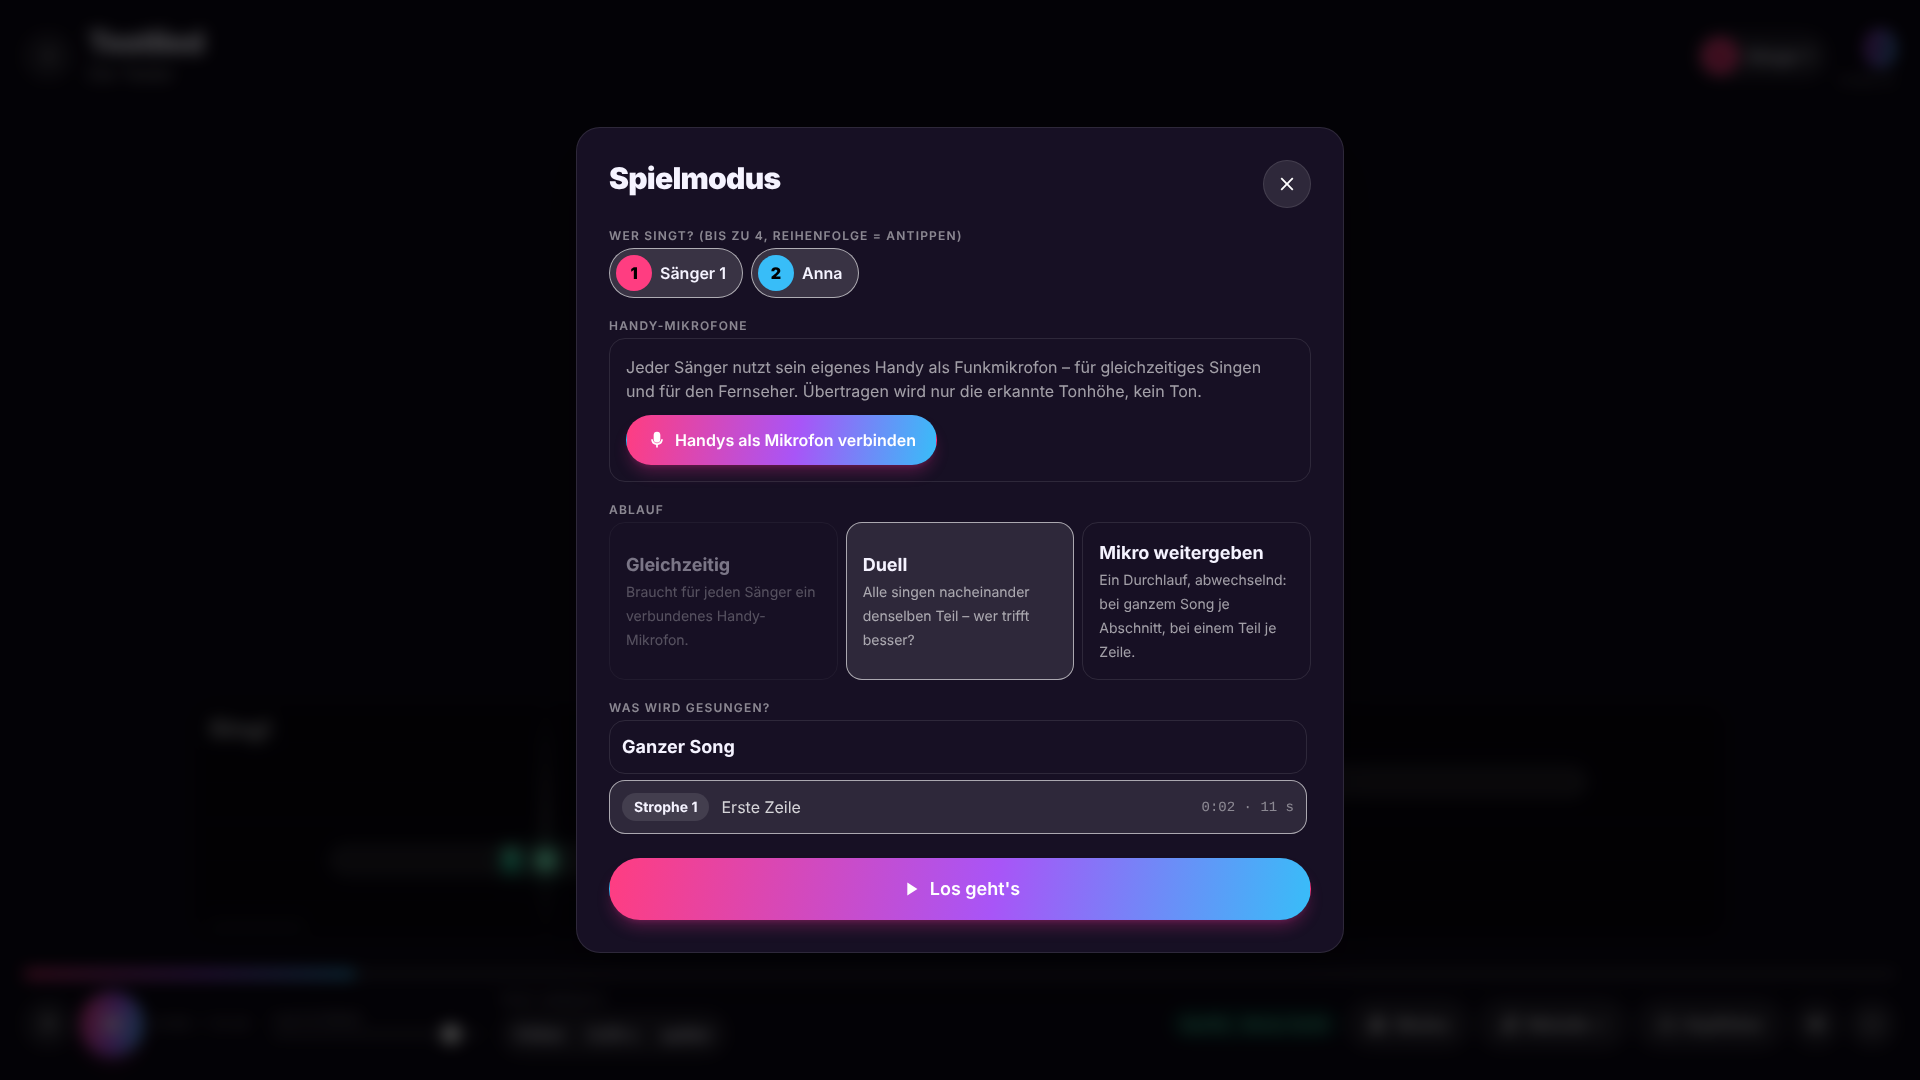 Spielmodus
WER SINGT? (BIS ZU 4, REIHENFOLGE = ANTIPPEN)
1 Sänger 1
2 Anna
HANDY-MIKROFONE
Jeder Sänger nutzt sein eigenes Handy als Funkmikrofon – für gleichzeitiges Singen
und für den Fernseher. Übertragen wird nur die erkannte Tonhöhe, kein Ton.
Handys als Mikrofon verbinden
ABLAUF
Gleichzeitig
Braucht für jeden Sänger ein
verbundenes Handy-
Mikrofon.
Duell
Alle singen nacheinander
denselben Teil – wer trifft
besser?
Mikro weitergeben
Ein Durchlauf, abwechselnd:
bei ganzem Song je
Abschnitt, bei einem Teil je
Zeile.
WAS WIRD GESUNGEN?
Ganzer Song
Strophe 1 Erste Zeile 0:02 · 11 s
Los geht's